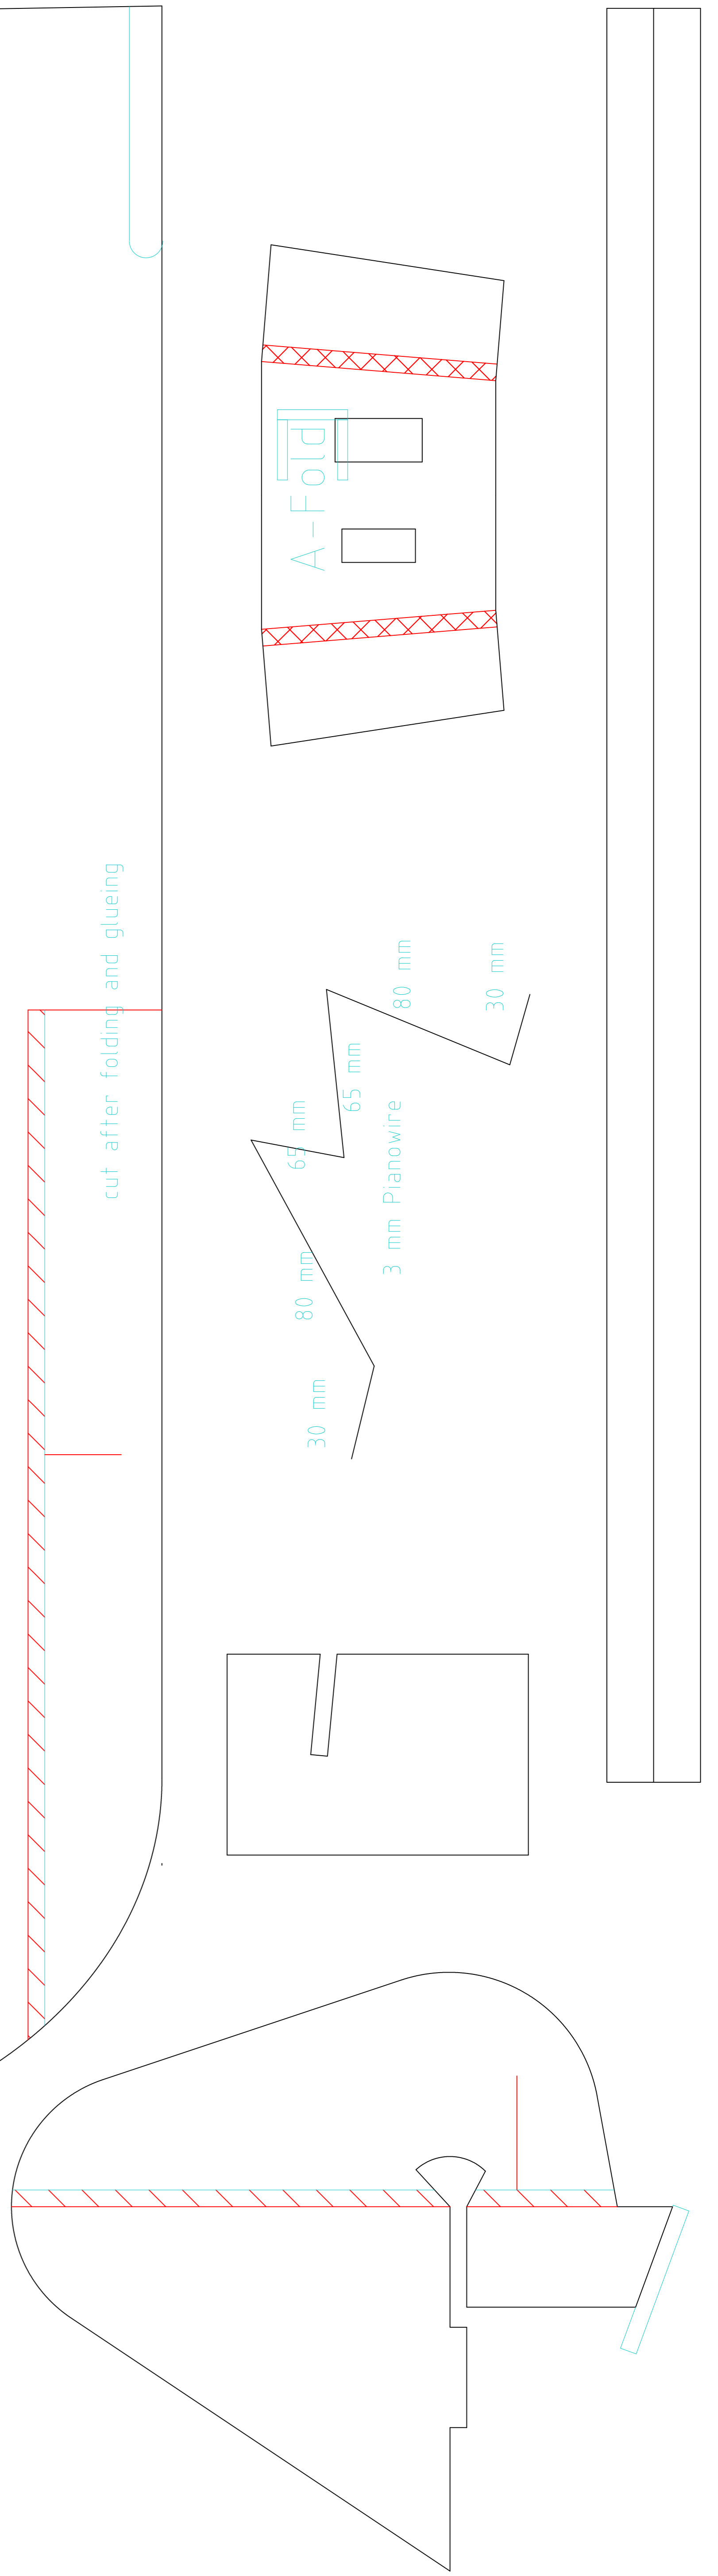 A-Fold
cut after folding and glueing
80 mm
30 mm
65 mm
65 mm
3 mm Pianowire
80 mm
30 mm